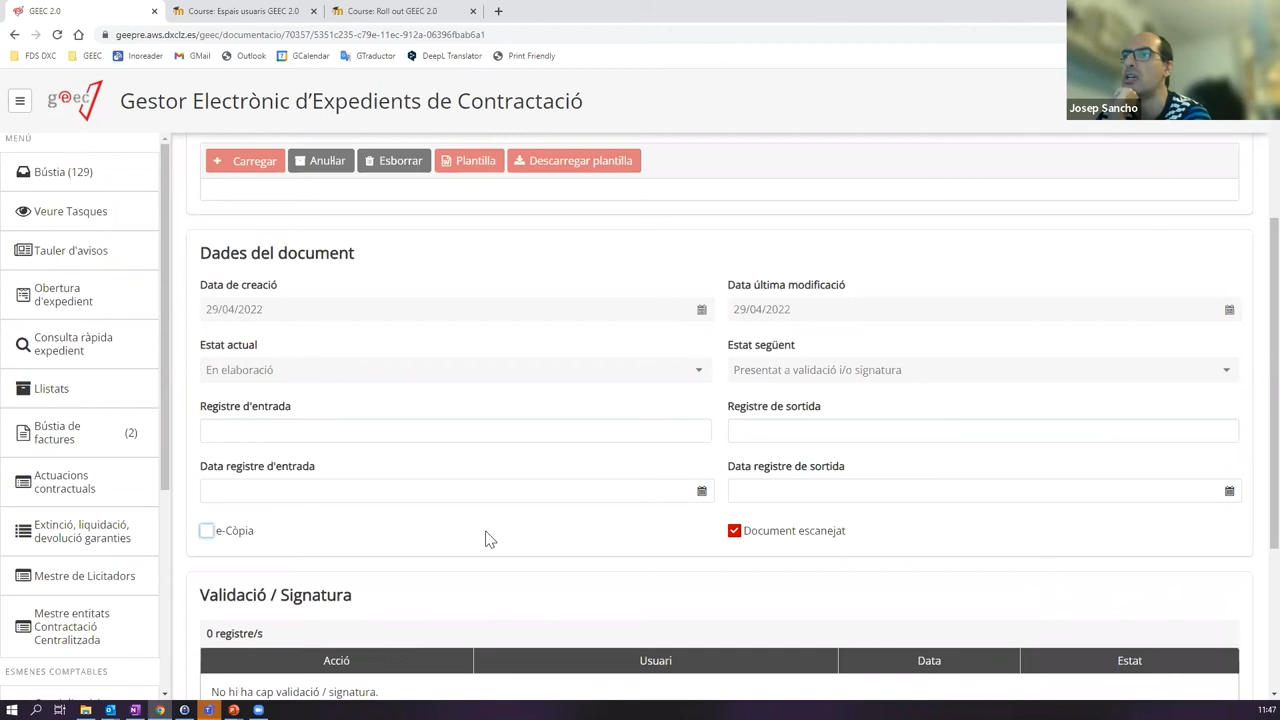 GEEC 2.0
Course: Espais usuaris GEEC 2.0
Course: Roll out GEEC 2.0
geepre.aws.dxclz.es/geec/documentacio/70357/5351c235-c79e-11ec-912a-06396fbab6a1
FDS DXC
GEEC
Inoreader
GMail
Outlook
GCalendar
GTraductor
DeepL Translator
Print Friendly
Josep Sancho
geec
Gestor Electrònic d'Expedients de Contractació
MENÚ
Bústia (129)
Veure Tasques
Tauler d'avisos
Obertura
d'expedient
Consulta ràpida
expedient
Llistats
Bústia de
factures
(2)
Actuacions
contractuals
Extinció, liquidació,
devolució garanties
Mestre de Licitadors
Mestre entitats
Contractació
Centralitzada
ESMENES COMPTABLES
+ Carregar
Anul·lar
Esborrar
Plantilla
Descarregar plantilla
Dades del document
Data de creació
Data última modificació
29/04/2022
29/04/2022
Estat actual
Estat següent
En elaboració
Presentat a validació i/o signatura
Registre d'entrada
Registre de sortida
Data registre d'entrada
Data registre de sortida
e-Còpia
Document escanejat
Validació / Signatura
0 registre/s
Acció
Usuari
Data
Estat
No hi ha cap validació / signatura.
11:47